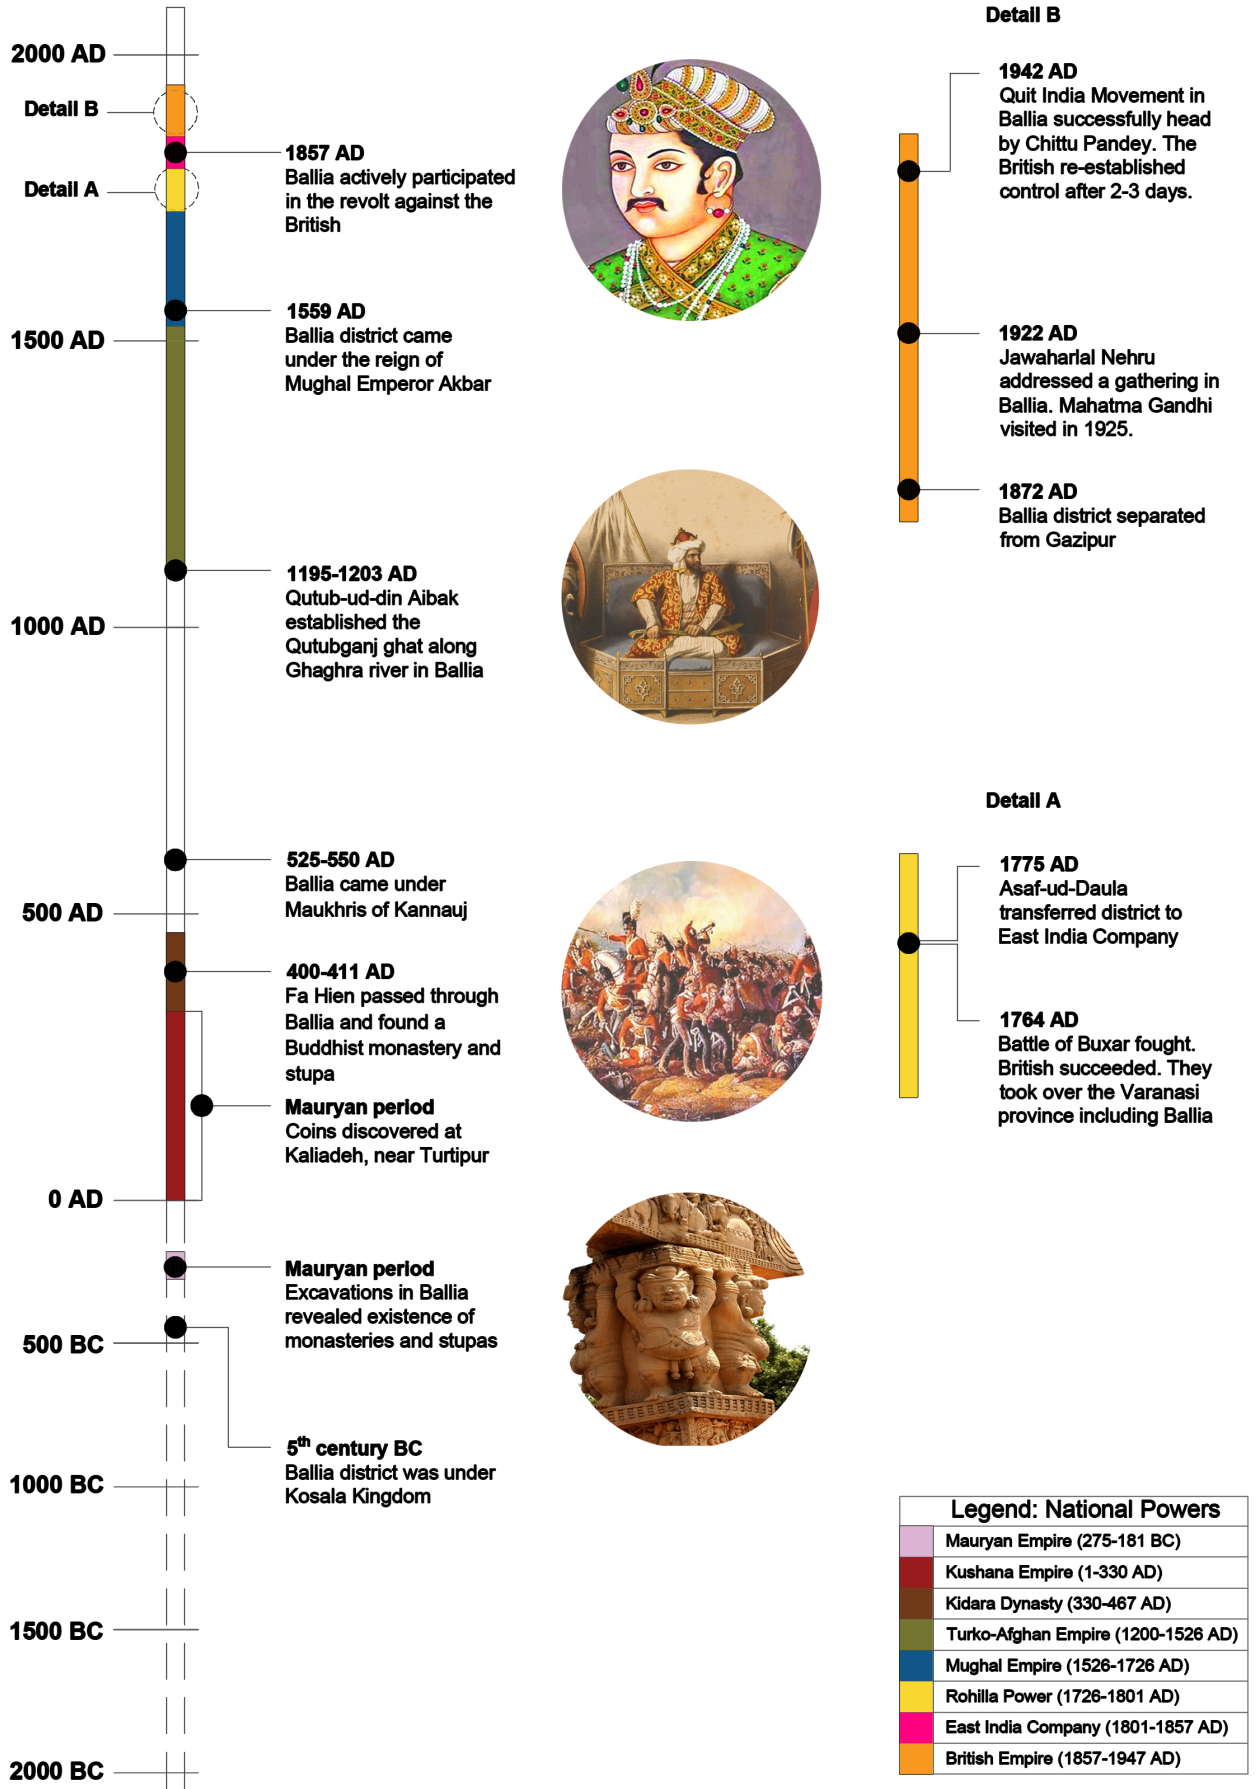 2000 AD
Detail B
Detail A
1500 AD
1000 AD
500 AD
0 AD
500 BC
1000 BC
1500 BC
2000 BC
1857 AD
Ballia actively participated
in the revolt against the
British
1559 AD
Ballia district came
under the reign of
Mughal Emperor Akbar
1195-1203 AD
Qutub-ud-din Aibak
established the
Qutubganj ghat along
Ghaghra river in Ballia
525-550 AD
Ballia came under
Maukhris of Kannauj
400-411 AD
Fa Hien passed through
Ballia and found a
Buddhist monastery and
stupa
Mauryan period
Coins discovered at
Kaliadeh, near Turtipur
Mauryan period
Excavations in Ballia
revealed existence of
monasteries and stupas
5th century BC
Ballia district was under
Kosala Kingdom
Detail B
1942 AD
Quit India Movement in
Ballia successfully head
by Chittu Pandey. The
British re-established
control after 2-3 days.
1922 AD
Jawaharlal Nehru
addressed a gathering in
Ballia. Mahatma Gandhi
visited in 1925.
1872 AD
Ballia district separated
from Gazipur
Detail A
1775 AD
Asaf-ud-Daula
transferred district to
East India Company
1764 AD
Battle of Buxar fought.
British succeeded. They
took over the Varanasi
province including Ballia
Legend: National Powers
Mauryan Empire (275-181 BC)
Kushana Empire (1-330 AD)
Kidara Dynasty (330-467 AD)
Turko-Afghan Empire (1200-1526 AD)
Mughal Empire (1526-1726 AD)
Rohilla Power (1726-1801 AD)
East India Company (1801-1857 AD)
British Empire (1857-1947 AD)